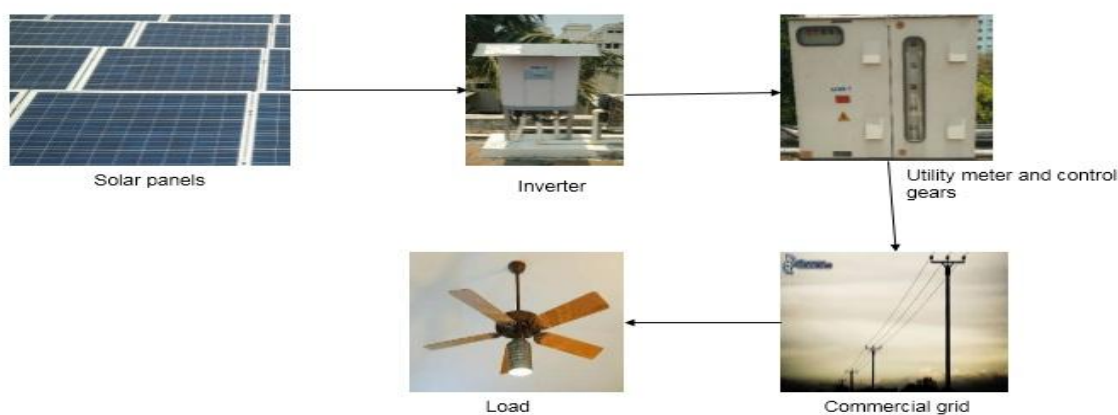 Solar panels
Inverter
Utility meter and control
gears
Load
Commercial grid